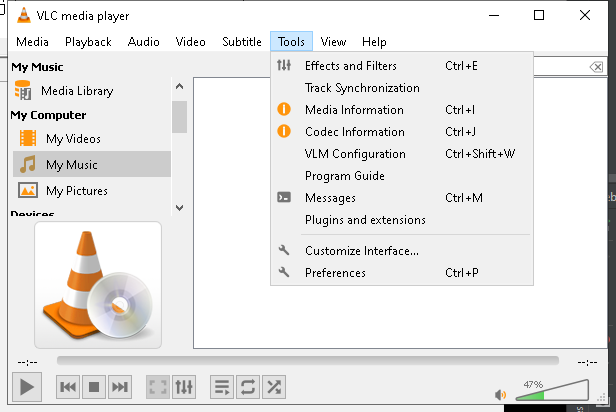 VLC media player
Media Playback Audio Video Subtitle Tools View Help
My Music
Media Library
My Computer
My Videos
My Music
My Pictures
Devices
Effects and Filters Ctrl+E
Track Synchronization
Media Information Ctrl+I
Codec Information Ctrl+J
VLM Configuration Ctrl+Shift+W
Program Guide
Messages Ctrl+M
Plugins and extensions
Customize Interface...
Preferences Ctrl+P
--:-- --:--
47%